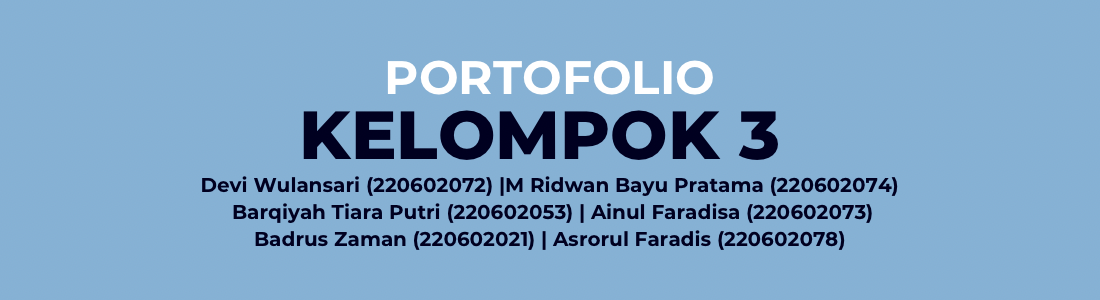 PORTOFOLIO
KELOMPOK 3
Devi Wulansari (220602072) |M Ridwan Bayu Pratama (220602074)
Barqiyah Tiara Putri (220602053) | Ainul Faradisa (220602073)
Badrus Zaman (220602021) | Asrorul Faradis (220602078)